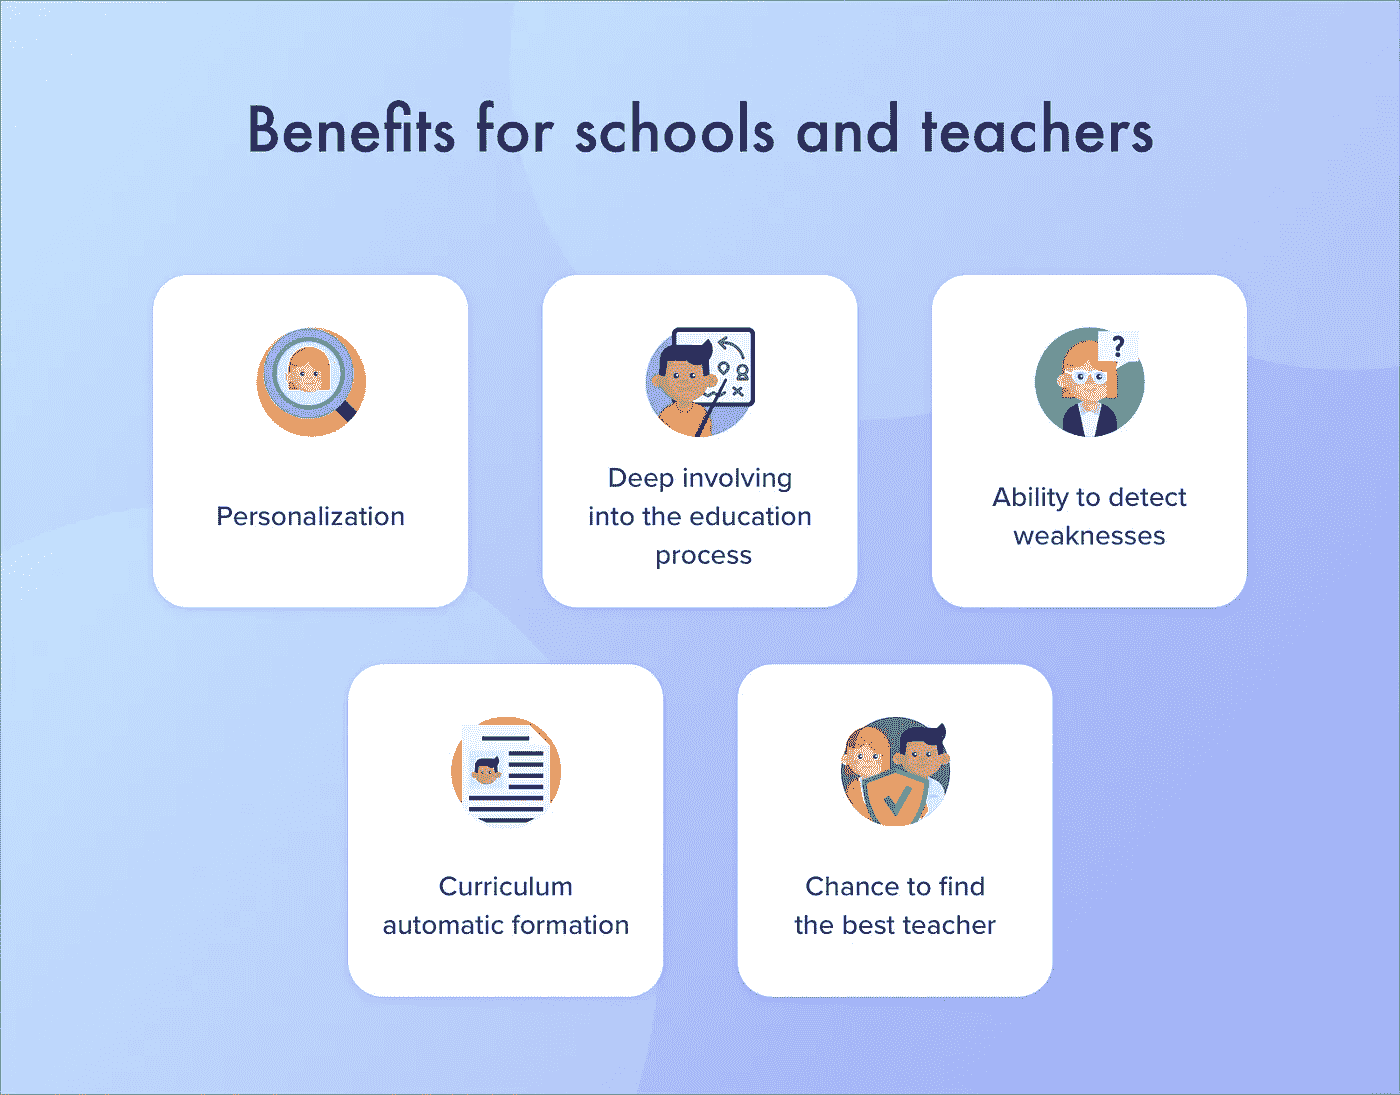 Benefits for schools and teachers
Personalization
Deep involving
into the education
process
?
Ability to detect
weaknesses
Curriculum
automatic formation
Chance to find
the best teacher